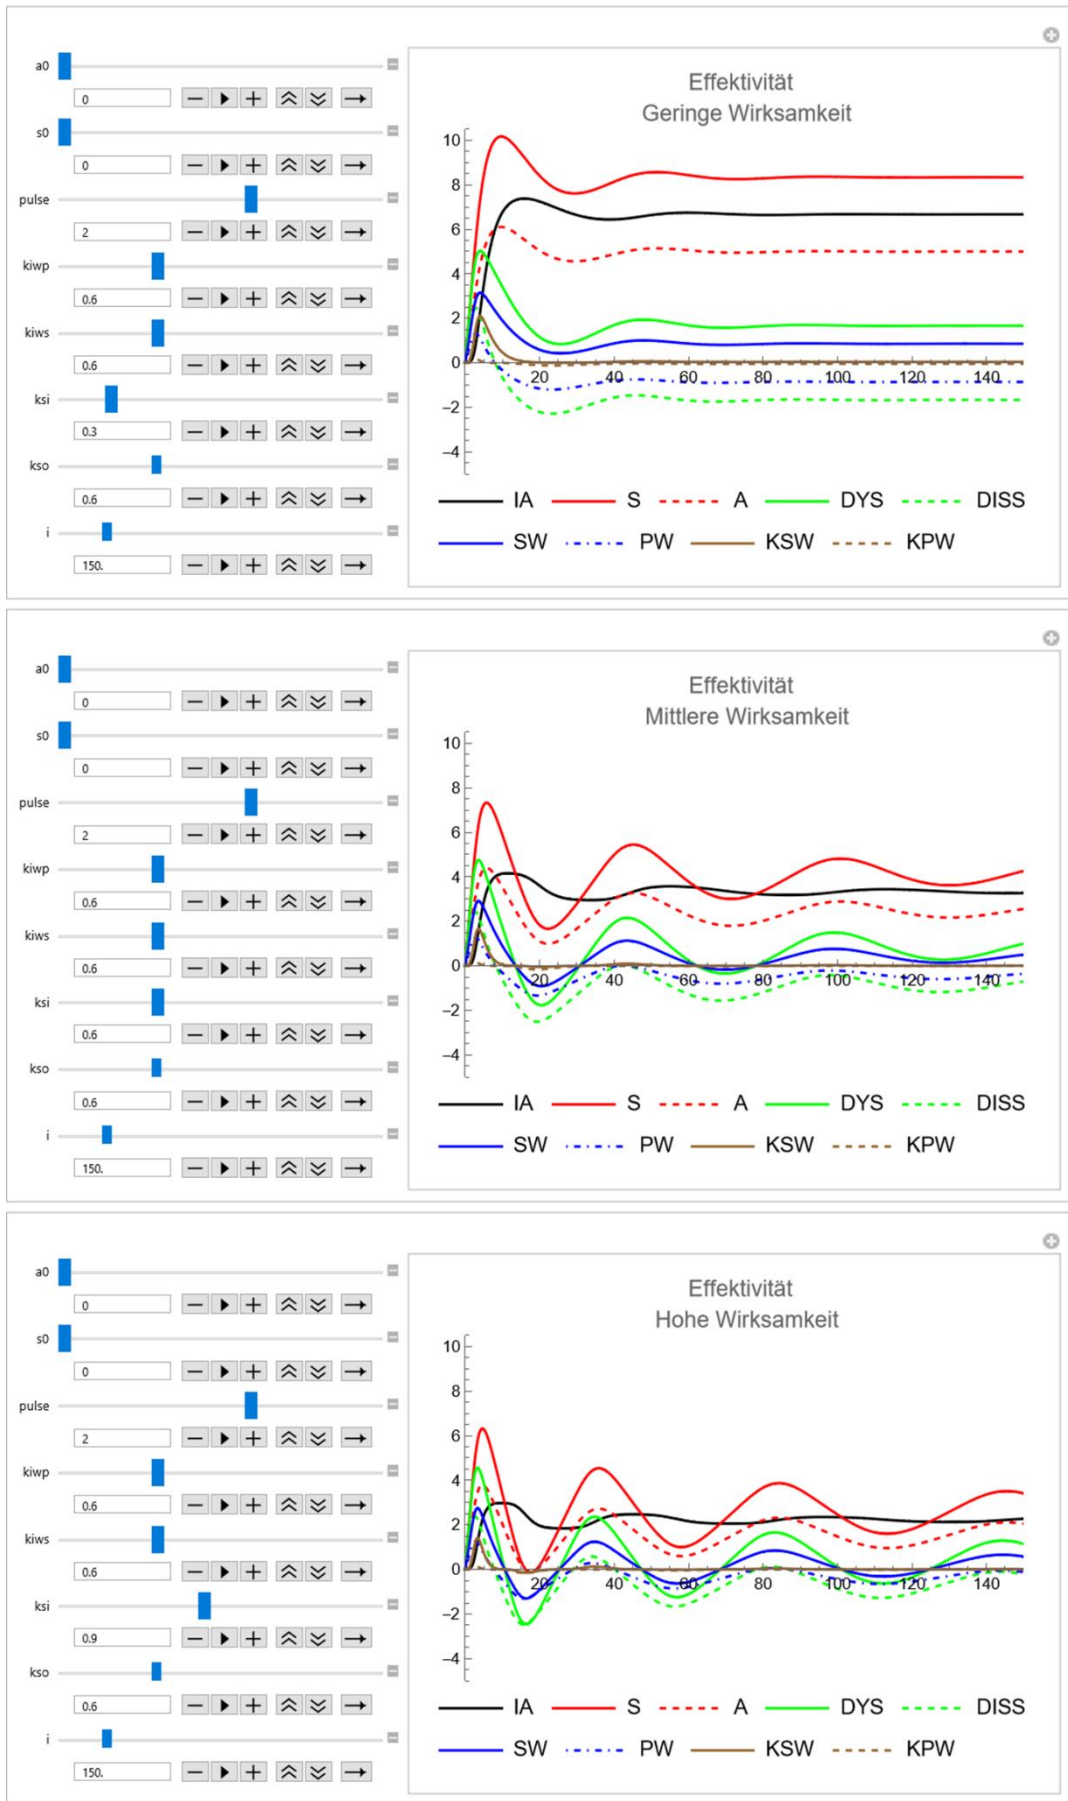 a0
0
s0
0
pulse
2
kiwp
0.6
kiws
0.6
ksi
0.3
kso
0.6
i
150.
Effektivität
Geringe Wirksamkeit
10
8
6
4
2
0
−2
−4
20 40 60 80 100 120 140
IA S A DYS DISS
SW PW KSW KPW
a0
0
s0
0
pulse
2
kiwp
0.6
kiws
0.6
ksi
0.6
kso
0.6
i
150.
Effektivität
Mittlere Wirksamkeit
10
8
6
4
2
0
−2
−4
20 40 60 80 100 120 140
IA S A DYS DISS
SW PW KSW KPW
a0
0
s0
0
pulse
2
kiwp
0.6
kiws
0.6
ksi
0.9
kso
0.6
i
150.
Effektivität
Hohe Wirksamkeit
10
8
6
4
2
0
−2
−4
20 40 60 80 100 120 140
IA S A DYS DISS
SW PW KSW KPW